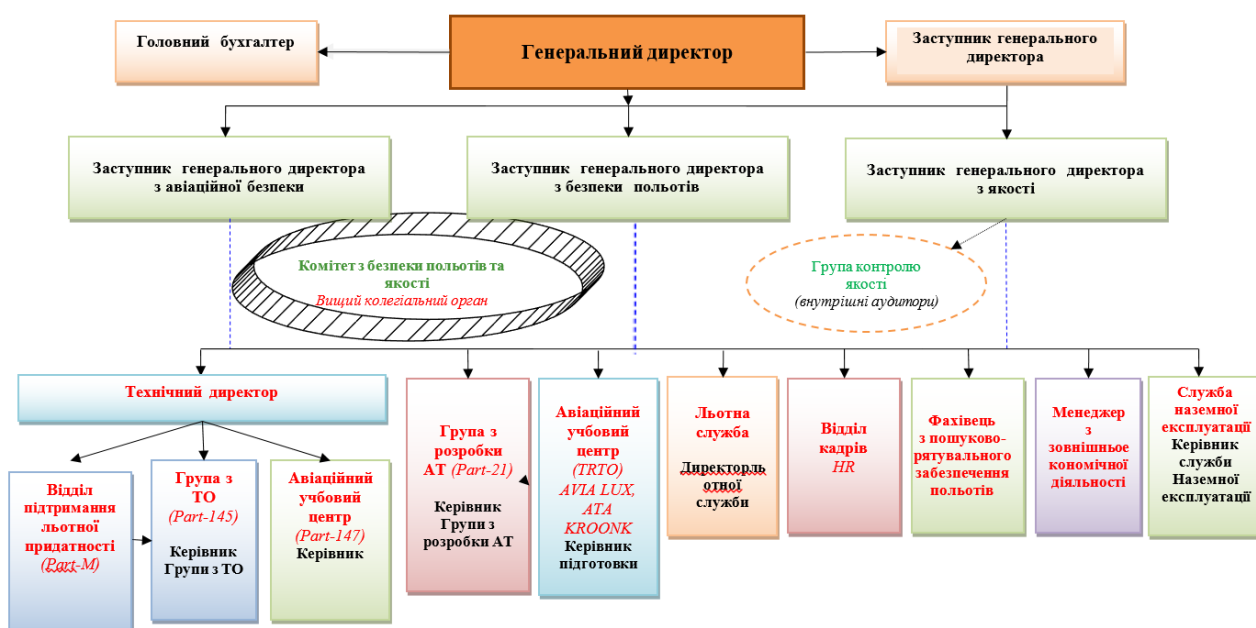 Головний бухгалтер
Генеральний директор
Заступник генерального
директора
Заступник генерального директора
з авіаційної безпеки
Заступник генерального директора
з безпеки польотів
Заступник генерального директора
з якості
Комітет з безпеки польотів та
якості
Вищий колегіальний орган
Група контролю
якості
(внутрішні аудитори)
Технічний директор
Відділ
підтримання
льотної
придатності
(Part-M)
Група з
ТО
(Part-145)
Керівник
Групи з ТО
Авіаційний
учбовий
центр
(Part-147)
Керівник
Група з
розробки
АТ (Part-21)
Керівник
Групи з
розробки АТ
Авіаційний
учбовий
центр
(TRTO)
AVIA LUX,
ATA
KROONK
Керівник
підготовки
Льотна
служба
Директорль
отної
служби
Відділ
кадрів
HR
Фахівець
з пошуково-
рятувального
забезпечення
польотів
Менеджер
з
зовнішньое
кономічної
діяльності
Служба
наземної
експлуатації
Керівник
служби
Наземної
експлуатації